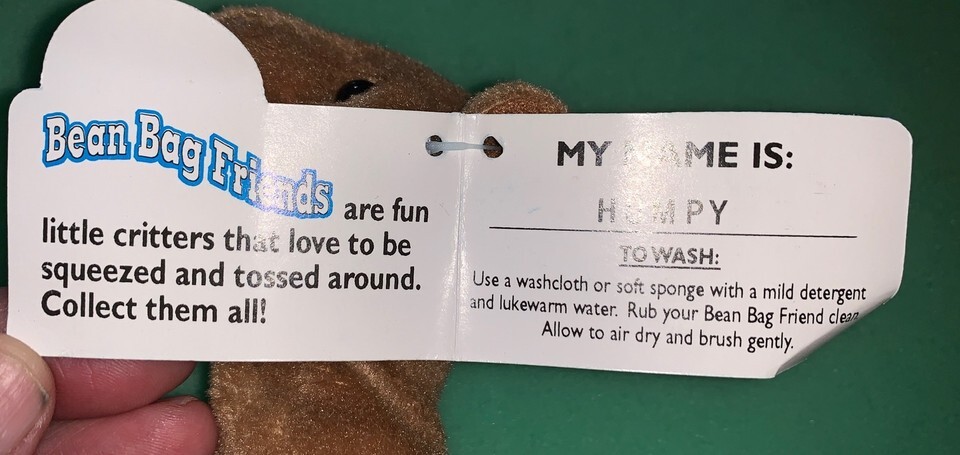 Bean Bag Friends are fun
little critters that love to be
squeezed and tossed around.
Collect them all!
MY NAME IS:
HUMPY
TO WASH:
Use a washcloth or soft sponge with a mild detergent
and lukewarm water. Rub your Bean Bag Friend clean.
Allow to air dry and brush gently.